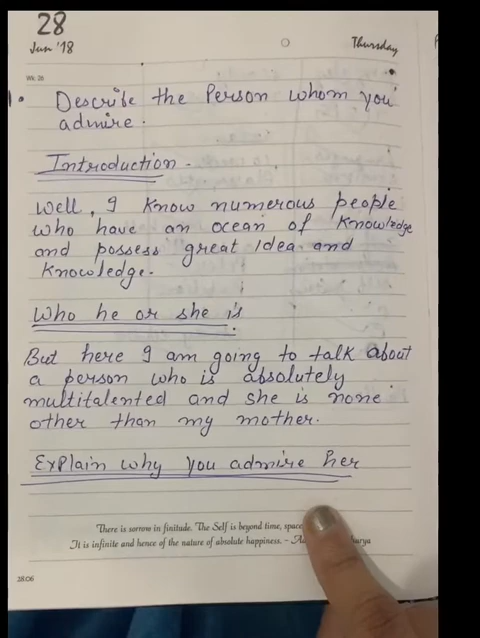 28
Jun '18
Thursday
Wk 26
1. Describe the Person whom you
admire.
Introduction -
Well, I know numerous people
who have an ocean of knowledge
and possess great idea and
knowledge.
Who he or she is
But here I am going to talk about
a person who is absolutely
multitalented and she is none
other than my mother.
Explain why you admire her
There is sorrow in finitude. The Self is beyond time, space
It is infinite and hence of the nature of absolute happiness. –
28.06